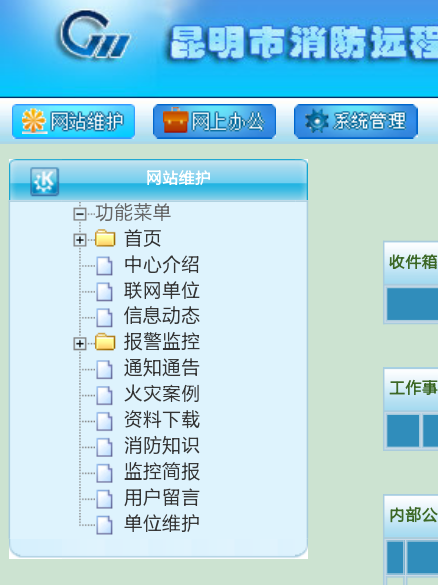 昆明市消防远程
网站维护 网上办公 系统管理
网站维护
功能菜单
首页
中心介绍
联网单位
信息动态
报警监控
通知通告
火灾案例
资料下载
消防知识
监控简报
用户留言
单位维护
收件箱
工作事
内部公